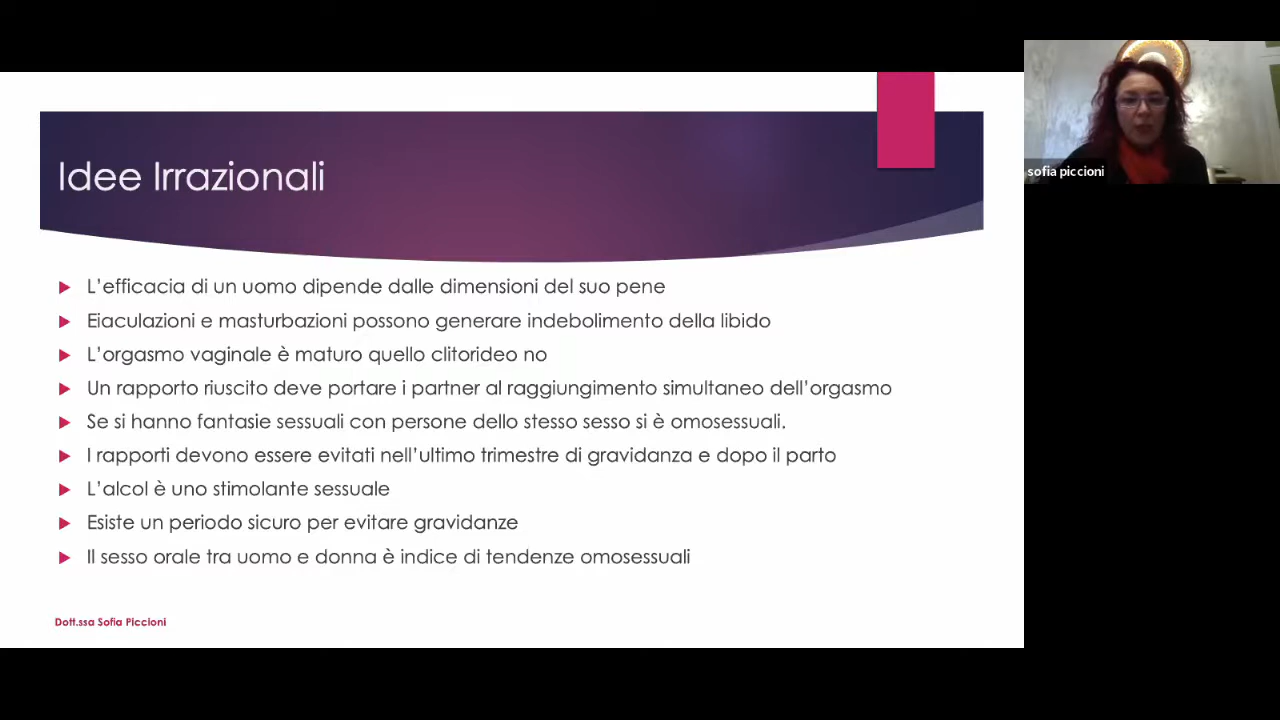 Idee Irrazionali
L'efficacia di un uomo dipende dalle dimensioni del suo pene
Eiaculazioni e masturbazioni possono generare indebolimento della libido
L'orgasmo vaginale è maturo quello clitorideo no
Un rapporto riuscito deve portare i partner al raggiungimento simultaneo dell'orgasmo
Se si hanno fantasie sessuali con persone dello stesso sesso si è omosessuali.
I rapporti devono essere evitati nell'ultimo trimestre di gravidanza e dopo il parto
L'alcol è uno stimolante sessuale
Esiste un periodo sicuro per evitare gravidanze
Il sesso orale tra uomo e donna è indice di tendenze omosessuali
Dott.ssa Sofia Piccioni
sofia piccioni